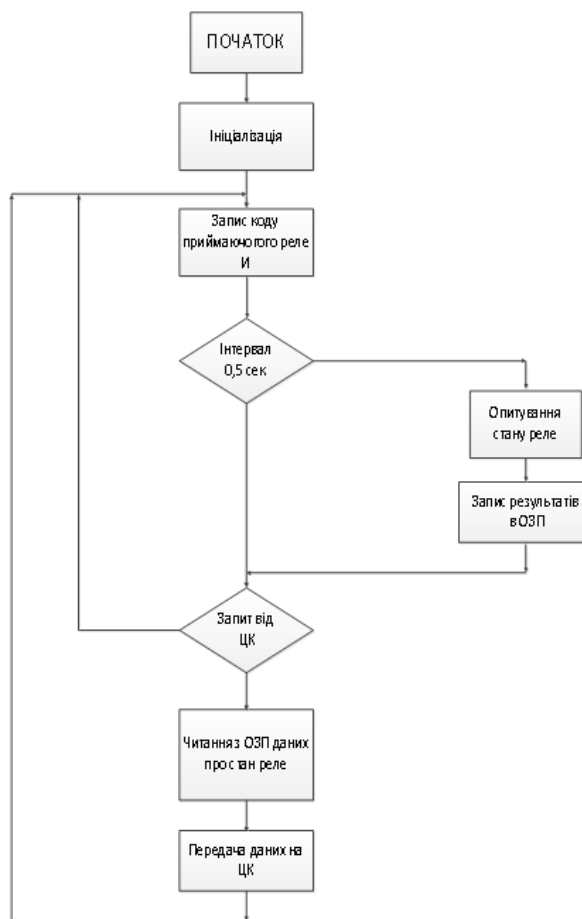 ПОЧАТОК
Ініціалізація
Запис коду
приймаючого реле
И
Інтервал
0,5 сек
Опитування
стану реле
Запис результатів
в ОЗП
Запит від
ЦК
Читання з ОЗП даних
про стан реле
Передача даних на
ЦК